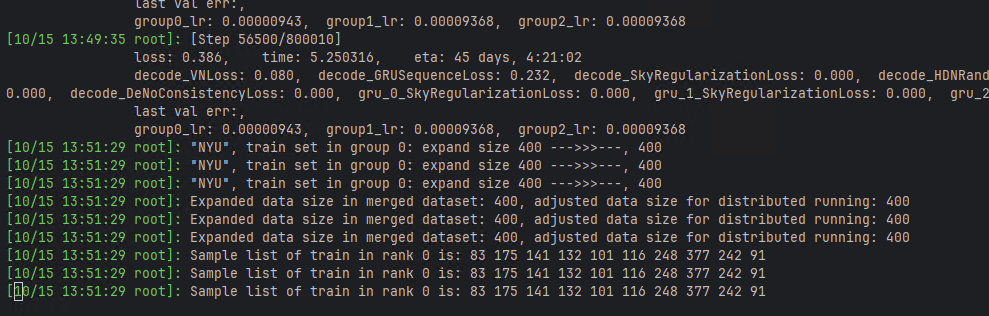 last val err:,
group0_lr: 0.00000943,  group1_lr: 0.00009368,  group2_lr: 0.00009368
[10/15 13:49:35 root]: [Step 56500/800010]
loss: 0.386,    time: 5.250316,    eta: 45 days, 4:21:02
decode_VNLoss: 0.080,  decode_GRUSequenceLoss: 0.232,  decode_SkyRegularizationLoss: 0.000,  decode_HDNRand
0.000,  decode_DeNoConsistencyLoss: 0.000,  gru_0_SkyRegularizationLoss: 0.000,  gru_1_SkyRegularizationLoss: 0.000,  gru_2
last val err:,
group0_lr: 0.00000943,  group1_lr: 0.00009368,  group2_lr: 0.00009368
[10/15 13:51:29 root]: "NYU", train set in group 0: expand size 400 --->>>---, 400
[10/15 13:51:29 root]: "NYU", train set in group 0: expand size 400 --->>>---, 400
[10/15 13:51:29 root]: "NYU", train set in group 0: expand size 400 --->>>---, 400
[10/15 13:51:29 root]: Expanded data size in merged dataset: 400, adjusted data size for distributed running: 400
[10/15 13:51:29 root]: Expanded data size in merged dataset: 400, adjusted data size for distributed running: 400
[10/15 13:51:29 root]: Expanded data size in merged dataset: 400, adjusted data size for distributed running: 400
[10/15 13:51:29 root]: Sample list of train in rank 0 is: 83 175 141 132 101 116 248 377 242 91
[10/15 13:51:29 root]: Sample list of train in rank 0 is: 83 175 141 132 101 116 248 377 242 91
[10/15 13:51:29 root]: Sample list of train in rank 0 is: 83 175 141 132 101 116 248 377 242 91